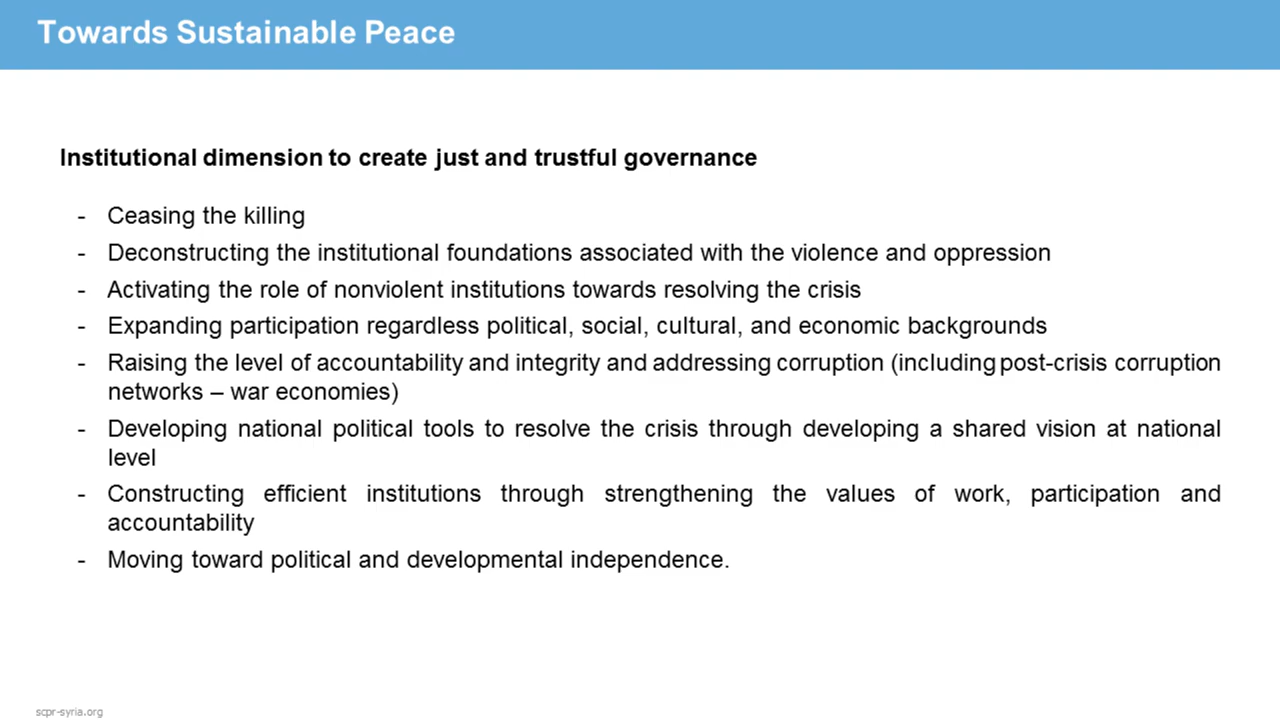 Towards Sustainable Peace
Institutional dimension to create just and trustful governance
- Ceasing the killing
- Deconstructing the institutional foundations associated with the violence and oppression
- Activating the role of nonviolent institutions towards resolving the crisis
- Expanding participation regardless political, social, cultural, and economic backgrounds
- Raising the level of accountability and integrity and addressing corruption (including post-crisis corruption
networks – war economies)
- Developing national political tools to resolve the crisis through developing a shared vision at national
level
- Constructing efficient institutions through strengthening the values of work, participation and
accountability
- Moving toward political and developmental independence.
scpr-syria.org